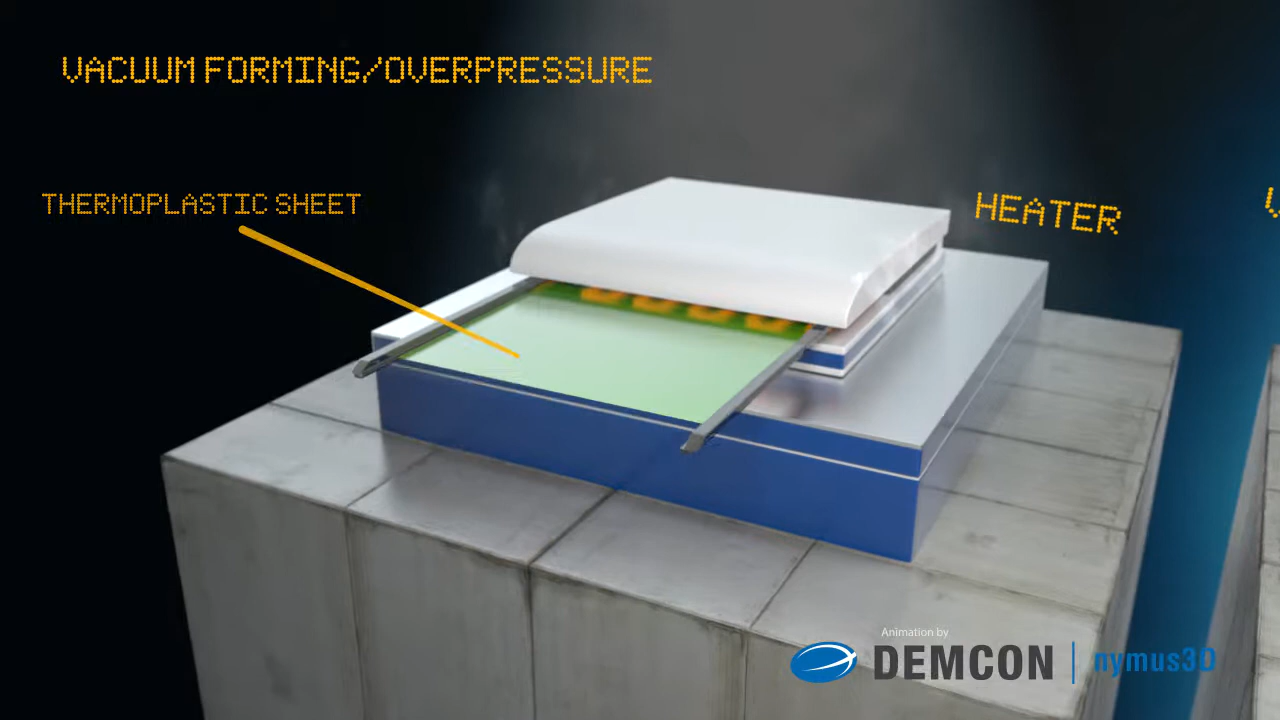 VACUUM FORMING/OVERPRESSURE
THERMOPLASTIC SHEET
HEATER
Animation by
DEMCON
nymus3D